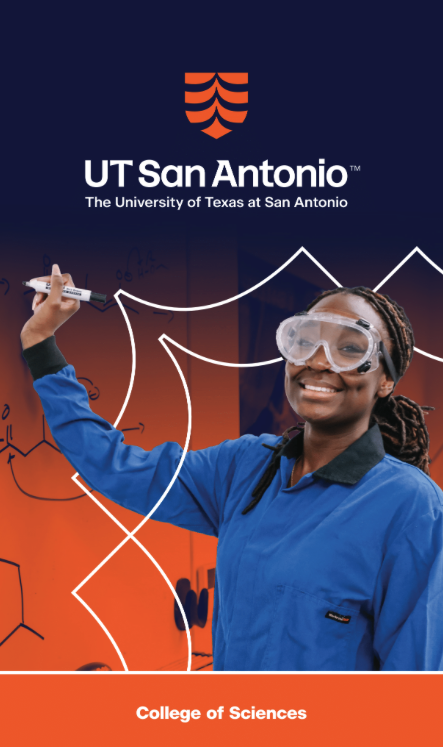 UT San Antonio™
The University of Texas at San Antonio
College of Sciences